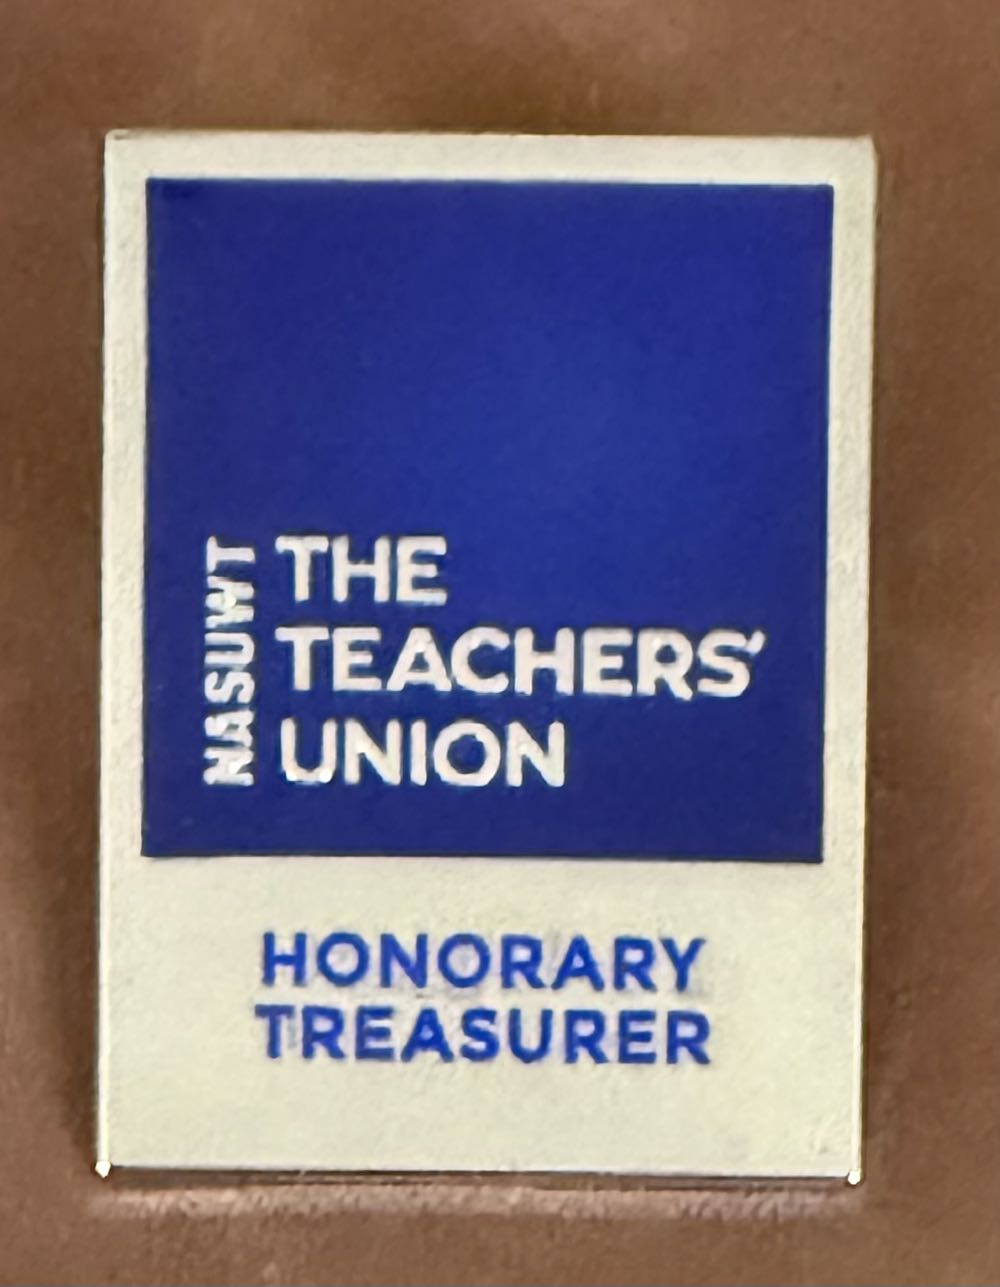 NASUWT
THE
TEACHERS'
UNION
HONORARY
TREASURER